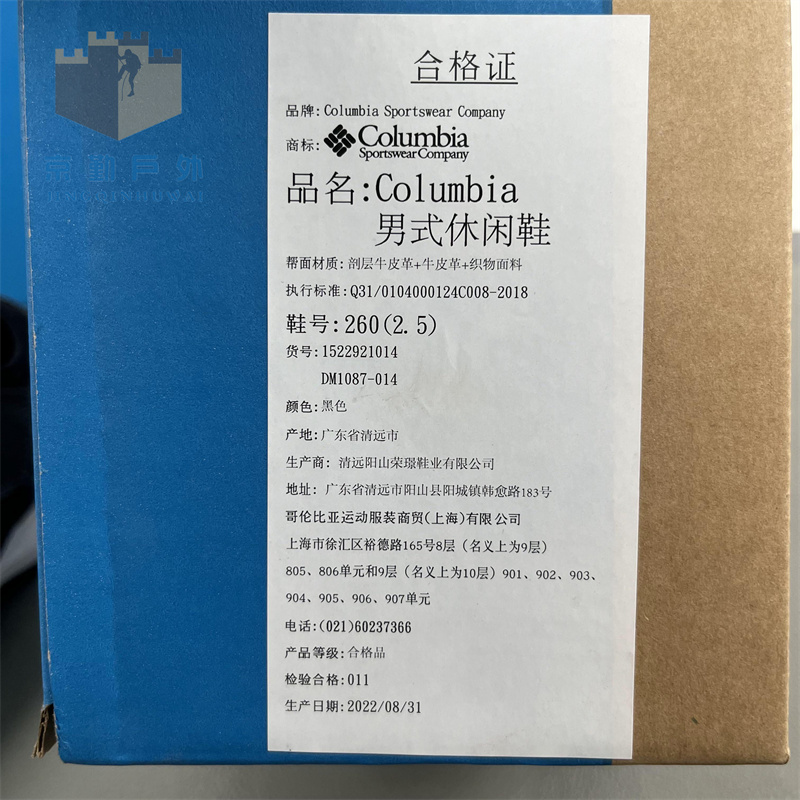 帝勤戶外
DIQINHUWAI
合格证
品牌:Columbia Sportswear Company
商标: Columbia
Sportswear Company
品名:Columbia
男式休闲鞋
帮面材质:剖层牛皮革+牛皮革+织物面料
执行标准:Q31/0104000124C008-2018
鞋号:260(2.5)
货号:1522921014
DM1087-014
颜色:黑色
产地:广东省清远市
生产商: 清远阳山荣璟鞋业有限公司
地址: 广东省清远市阳山县阳城镇韩愈路183号
哥伦比亚运动服装商贸(上海)有限公司
上海市徐汇区裕德路165号8层(名义上为9层)
805、806单元和9层(名义上为10层)901、902、903、
904、905、906、907单元
电话:(021)60237366
产品等级:合格品
检验合格:011
生产日期:2022/08/31